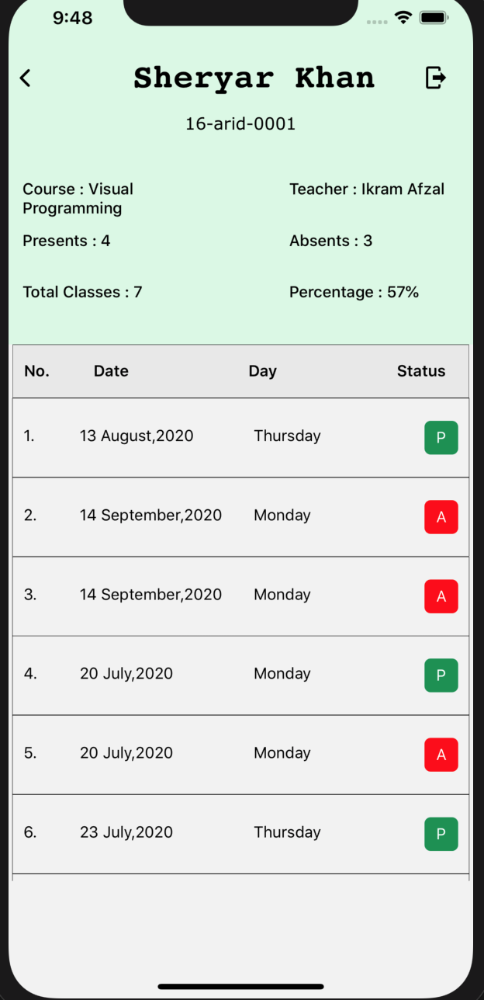 9:48
Sheryar Khan
16-arid-0001
Course : Visual
Programming
Teacher : Ikram Afzal
Presents : 4
Absents : 3
Total Classes : 7
Percentage : 57%
No. Date Day Status
1. 13 August,2020 Thursday P
2. 14 September,2020 Monday A
3. 14 September,2020 Monday A
4. 20 July,2020 Monday P
5. 20 July,2020 Monday A
6. 23 July,2020 Thursday P